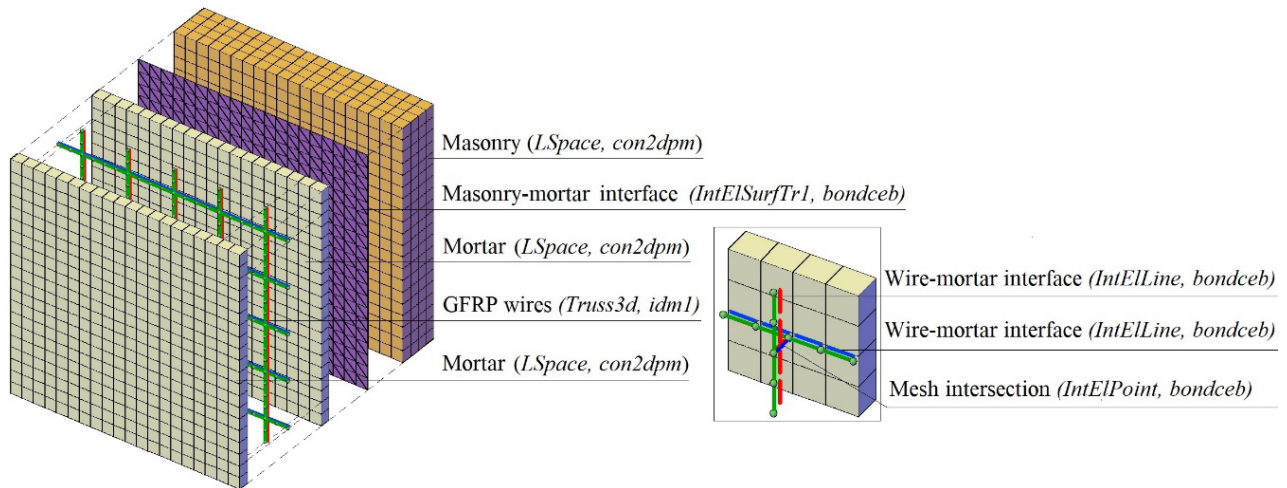 Masonry (LSpace, con2dpm)
Masonry-mortar interface (IntElSurfTr1, bondceb)
Mortar (LSpace, con2dpm)
GFRP wires (Truss3d, idm1)
Mortar (LSpace, con2dpm)
Wire-mortar interface (IntElLine, bondceb)
Wire-mortar interface (IntElLine, bondceb)
Mesh intersection (IntElPoint, bondceb)